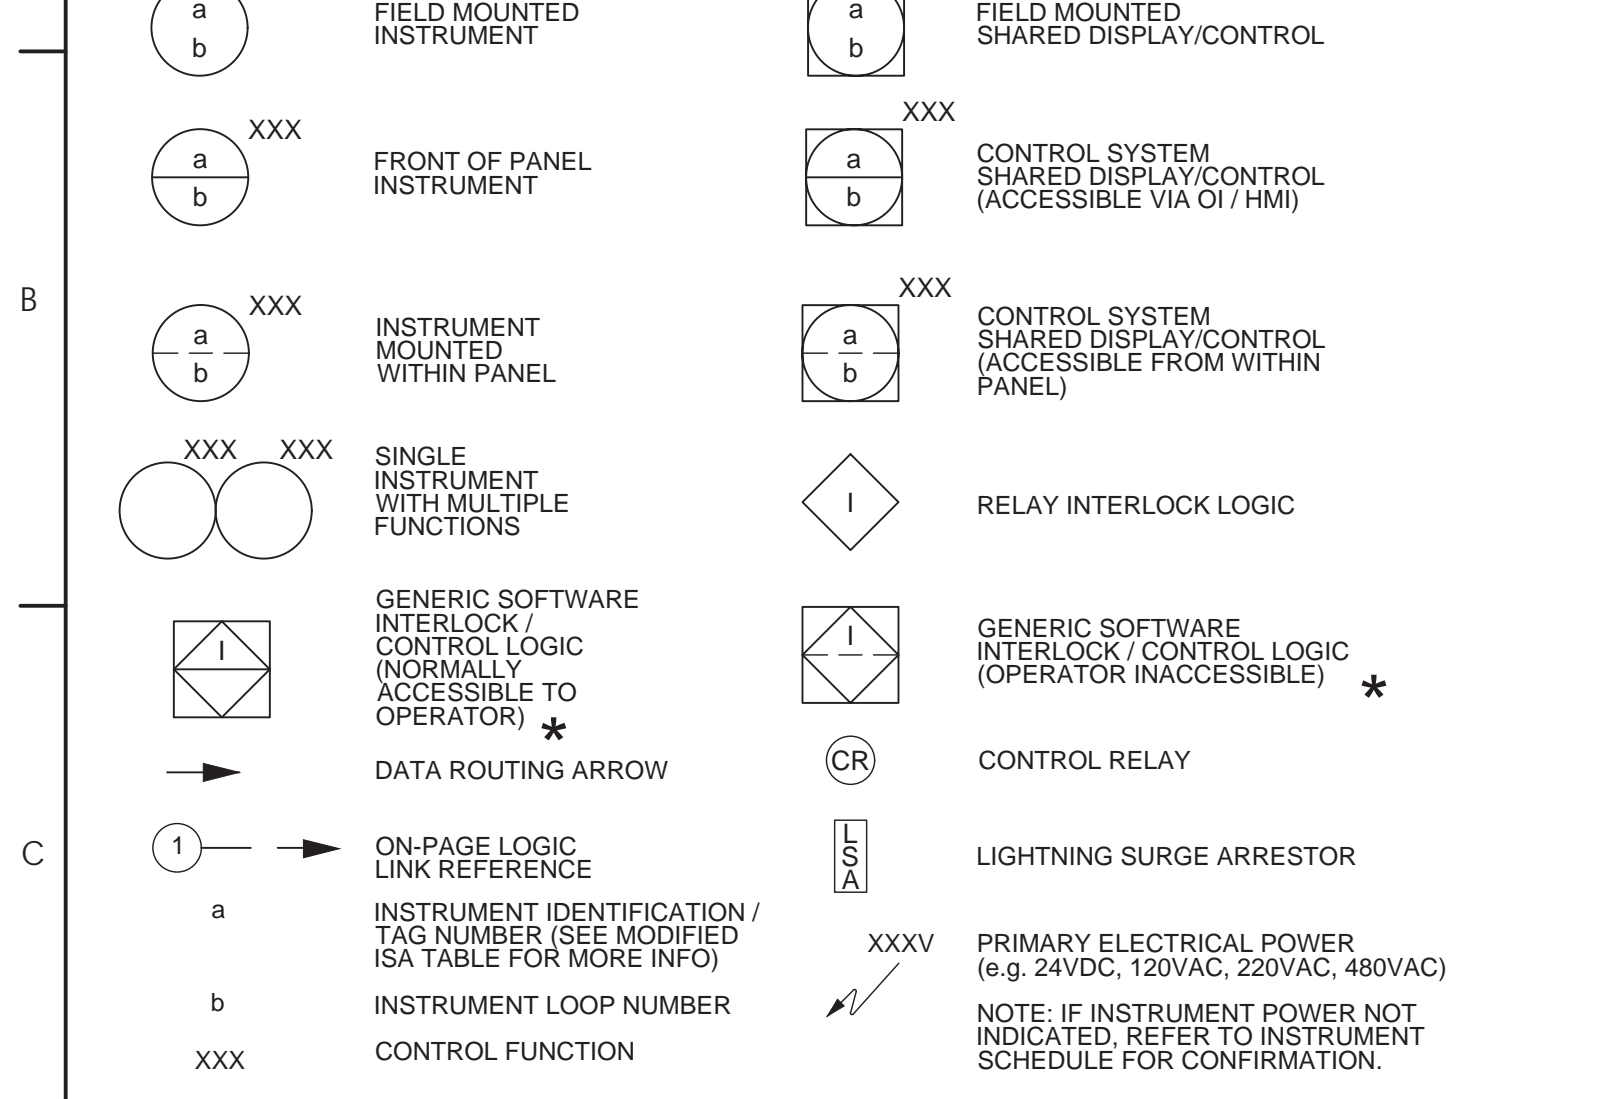 a
b
FIELD MOUNTED
INSTRUMENT
a
b
FIELD MOUNTED
SHARED DISPLAY/CONTROL
XXX
a
b
FRONT OF PANEL
INSTRUMENT
XXX
a
b
CONTROL SYSTEM
SHARED DISPLAY/CONTROL
(ACCESSIBLE VIA OI / HMI)
B
XXX
a
b
INSTRUMENT
MOUNTED
WITHIN PANEL
XXX
a
b
CONTROL SYSTEM
SHARED DISPLAY/CONTROL
(ACCESSIBLE FROM WITHIN
PANEL)
XXX XXX
SINGLE
INSTRUMENT
WITH MULTIPLE
FUNCTIONS
I
RELAY INTERLOCK LOGIC
I
GENERIC SOFTWARE
INTERLOCK /
CONTROL LOGIC
(NORMALLY
ACCESSIBLE TO
OPERATOR) *
I
GENERIC SOFTWARE
INTERLOCK / CONTROL LOGIC
(OPERATOR INACCESSIBLE) *
DATA ROUTING ARROW
CR
CONTROL RELAY
C
1
ON-PAGE LOGIC
LINK REFERENCE
L
S
A
LIGHTNING SURGE ARRESTOR
a
INSTRUMENT IDENTIFICATION /
TAG NUMBER (SEE MODIFIED
ISA TABLE FOR MORE INFO)
b
INSTRUMENT LOOP NUMBER
XXX
CONTROL FUNCTION
XXXV
PRIMARY ELECTRICAL POWER
(e.g. 24VDC, 120VAC, 220VAC, 480VAC)
NOTE: IF INSTRUMENT POWER NOT
INDICATED, REFER TO INSTRUMENT
SCHEDULE FOR CONFIRMATION.